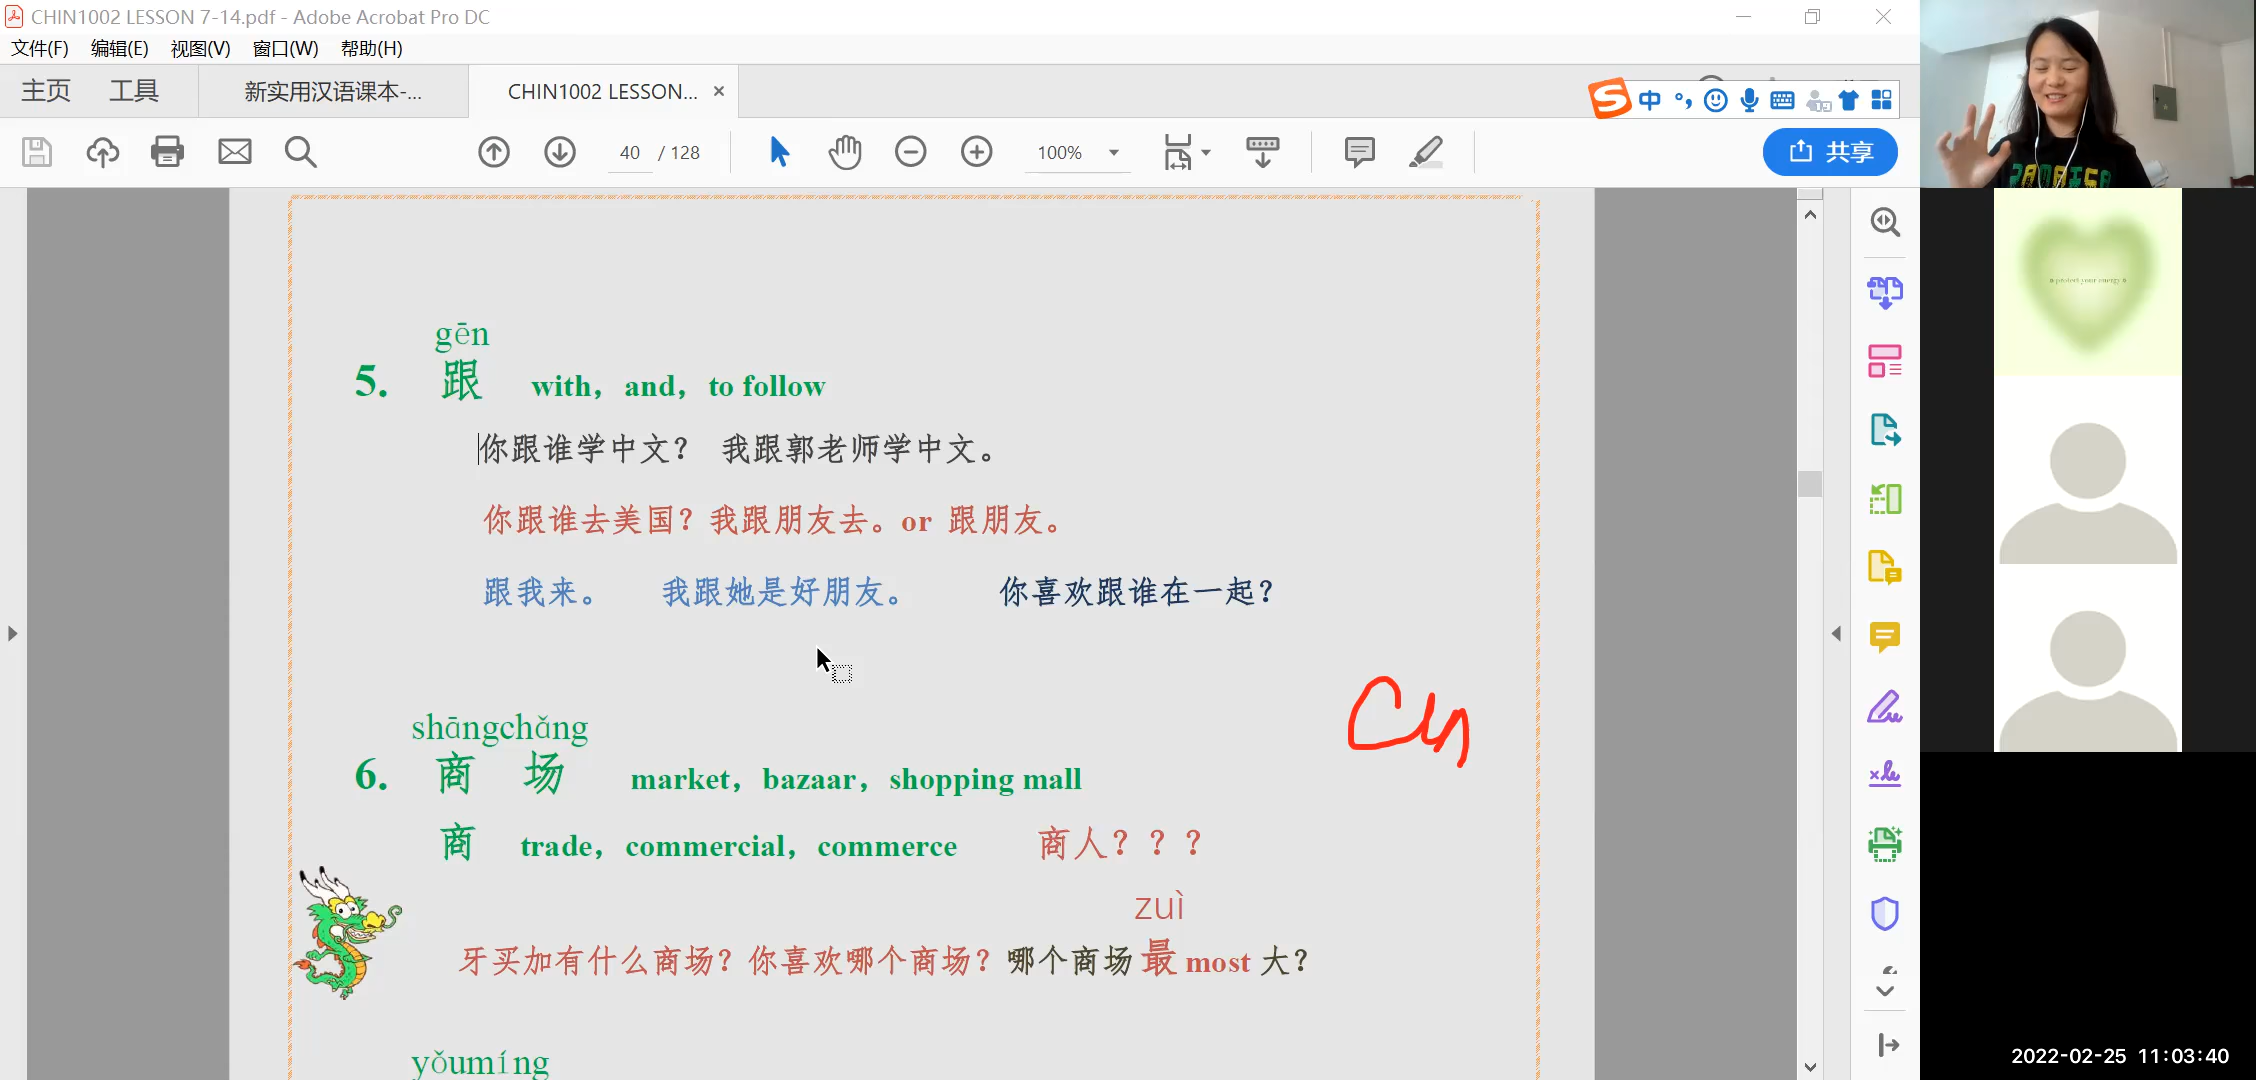 CHIN1002 LESSON 7-14.pdf - Adobe Acrobat Pro DC
文件(F) 编辑(E) 视图(V) 窗口(W) 帮助(H)
主页 工具 新实用汉语课本-... CHIN1002 LESSON... ×
中
40 / 128 100% 共享
gēn
5. 跟 with, and, to follow
你跟谁学中文? 我跟郭老师学中文。
你跟谁去美国? 我跟朋友去。or 跟朋友。
跟我来。 我跟她是好朋友。 你喜欢跟谁在一起?
shāngchǎng
6. 商 场 market, bazaar, shopping mall
商 trade, commercial, commerce 商人? ? ?
zuì
牙买加有什么商场? 你喜欢哪个商场? 哪个商场 最 most 大?
yǒumíng
protect your energy
JAMAICA
2022-02-25 11:03:40